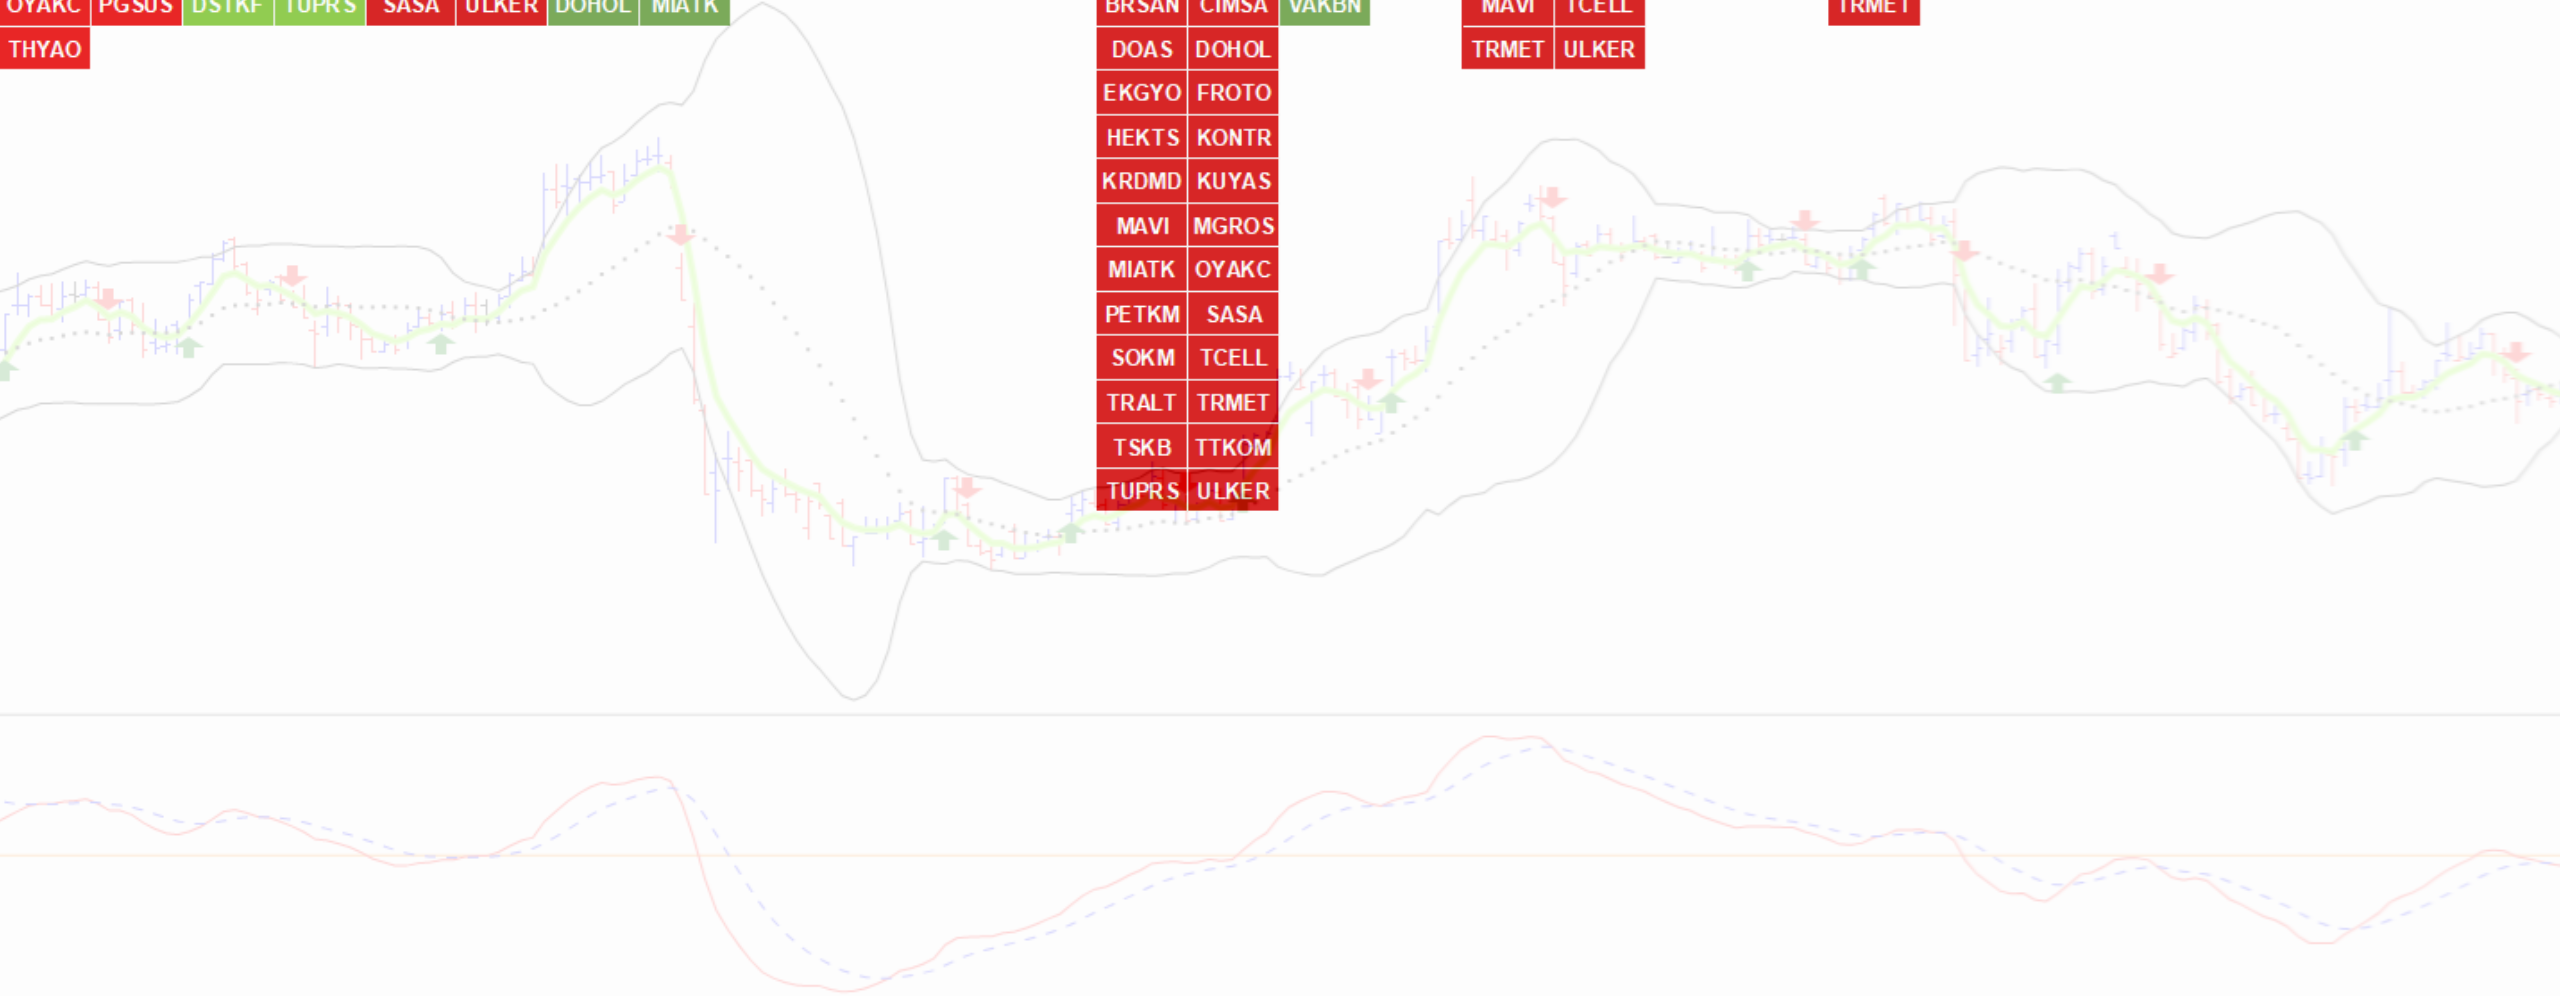 OYAKC PGSUS DSTKF TUPRS SASA ULKER DOHOL MIATK BRSAN CIMSA VAKBN MAVI TCELL TRMET
THYAO DOAS DOHOL TRMET ULKER
EKGYO FROTO
HEKTS KONTR
KRDMD KUYAS
MAVI MGROS
MIATK OYAKC
PETKM SASA
SOKM TCELL
TRALT TRMET
TSKB TTKOM
TUPRS ULKER